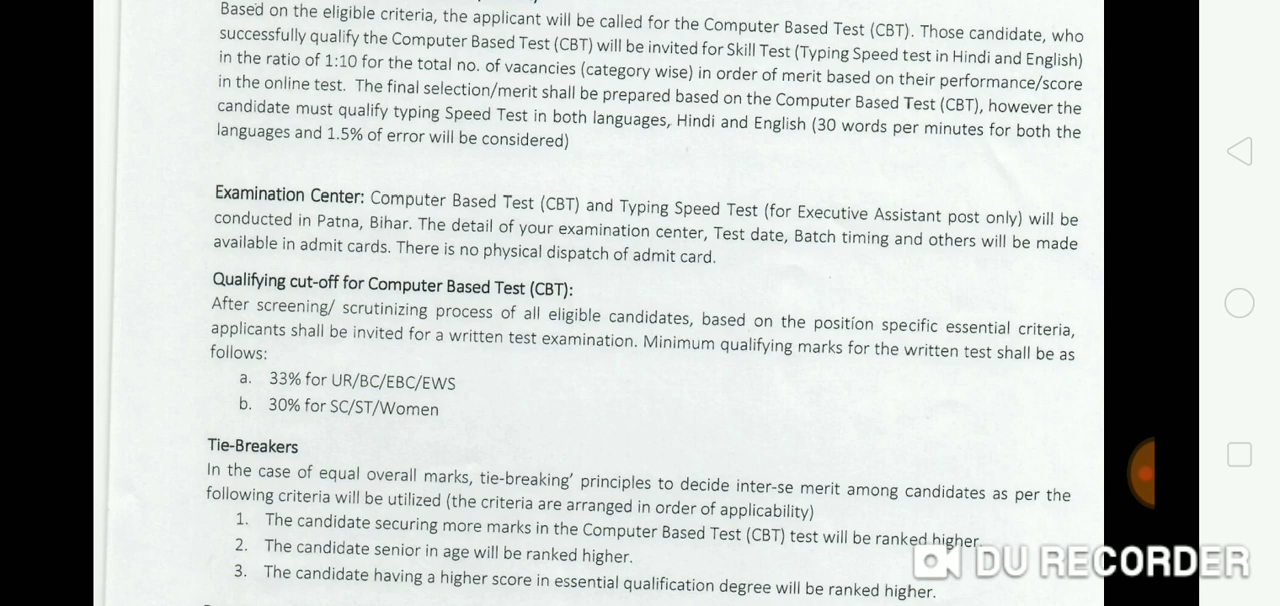 Based on the eligible criteria, the applicant will be called for the Computer Based Test (CBT). Those candidate, who
successfully qualify the Computer Based Test (CBT) will be invited for Skill Test (Typing Speed test in Hindi and English)
in the ratio of 1:10 for the total no. of vacancies (category wise) in order of merit based on their performance/score
in the online test. The final selection/merit shall be prepared based on the Computer Based Test (CBT), however the
candidate must qualify typing Speed Test in both languages, Hindi and English (30 words per minutes for both the
languages and 1.5% of error will be considered)
Examination Center: Computer Based Test (CBT) and Typing Speed Test (for Executive Assistant post only) will be
conducted in Patna, Bihar. The detail of your examination center, Test date, Batch timing and others will be made
available in admit cards. There is no physical dispatch of admit card.
Qualifying cut-off for Computer Based Test (CBT):
After screening/ scrutinizing process of all eligible candidates, based on the position specific essential criteria,
applicants shall be invited for a written test examination. Minimum qualifying marks for the written test shall be as
follows:
a. 33% for UR/BC/EBC/EWS
b. 30% for SC/ST/Women
Tie-Breakers
In the case of equal overall marks, tie-breaking' principles to decide inter-se merit among candidates as per the
following criteria will be utilized (the criteria are arranged in order of applicability)
1. The candidate securing more marks in the Computer Based Test (CBT) test will be ranked higher.
2. The candidate senior in age will be ranked higher.
3. The candidate having a higher score in essential qualification degree will be ranked higher.
DU RECORDER